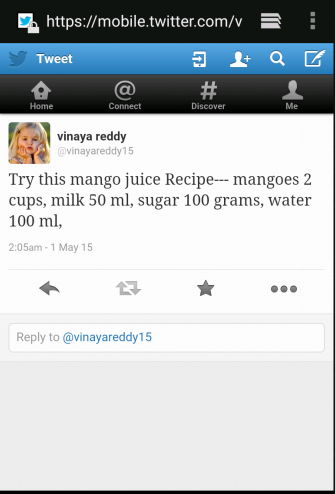 https://mobile.twitter.com/v
Tweet
Home
Connect
Discover
Me
vinaya reddy
@vinayareddy15
Try this mango juice Recipe--- mangoes 2
cups, milk 50 ml, sugar 100 grams, water
100 ml,
2:05am - 1 May 15
Reply to @vinayareddy15